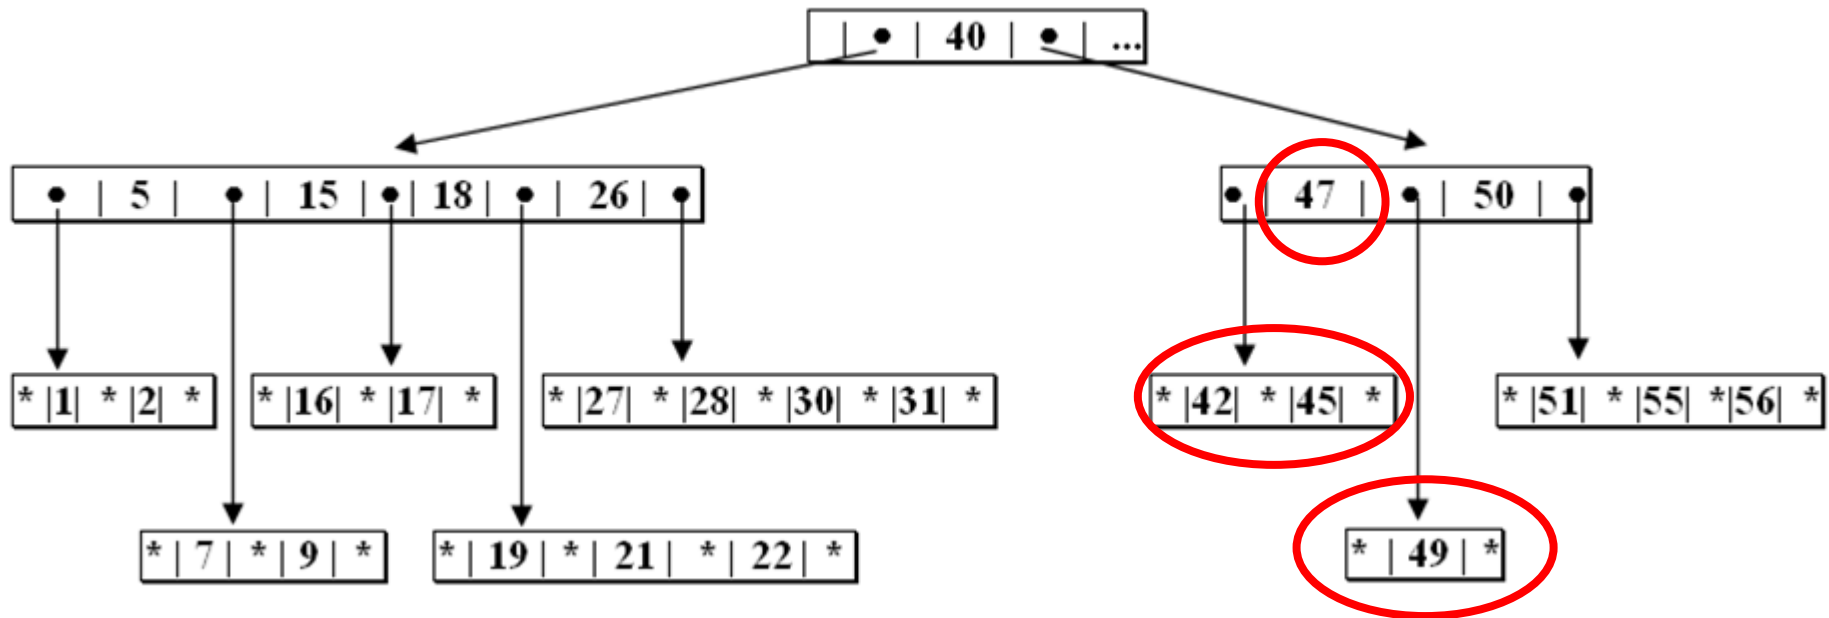 | • | 40 | • | ...
• | 5 | • | 15 | • | 18 | • | 26 | •
• | 47 | • | 50 | •
* |1| * |2| *
* |16| * |17| *
* |27| * |28| * |30| * |31| *
* |42| * |45| *
* |51| * |55| * |56| *
* | 7 | * | 9 | *
* | 19 | * | 21 | * | 22 | *
* | 49 | *